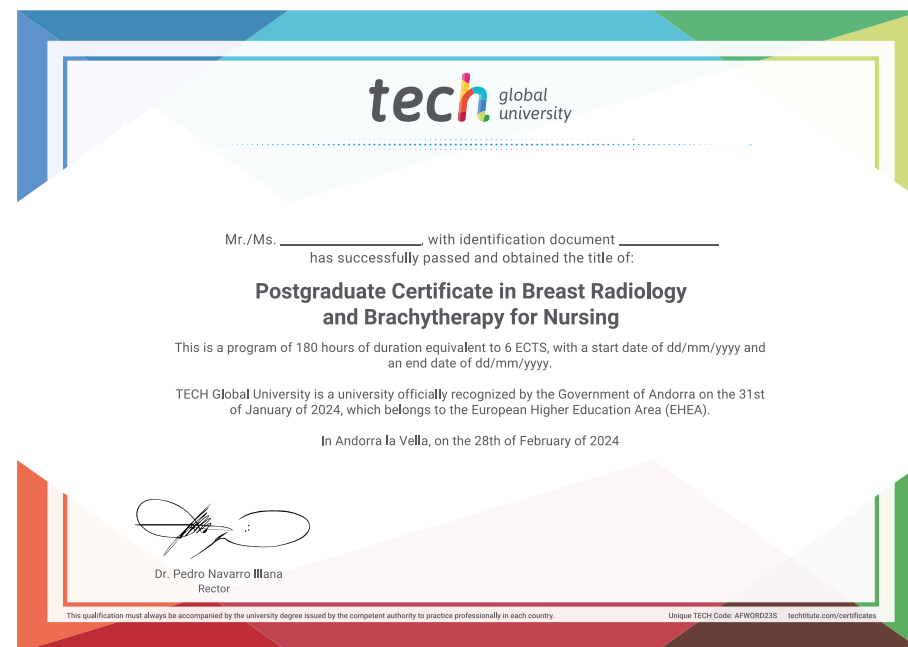 tech global university
Mr./Ms. ____________________, with identification document ______________
has successfully passed and obtained the title of:
Postgraduate Certificate in Breast Radiology
and Brachytherapy for Nursing
This is a program of 180 hours of duration equivalent to 6 ECTS, with a start date of dd/mm/yyyy and
an end date of dd/mm/yyyy.
TECH Global University is a university officially recognized by the Government of Andorra on the 31st
of January of 2024, which belongs to the European Higher Education Area (EHEA).
In Andorra la Vella, on the 28th of February of 2024
Dr. Pedro Navarro Illana
Rector
This qualification must always be accompanied by the university degree issued by the competent authority to practice professionally in each country.
Unique TECH Code: AFWORD23S techtitute.com/certificates